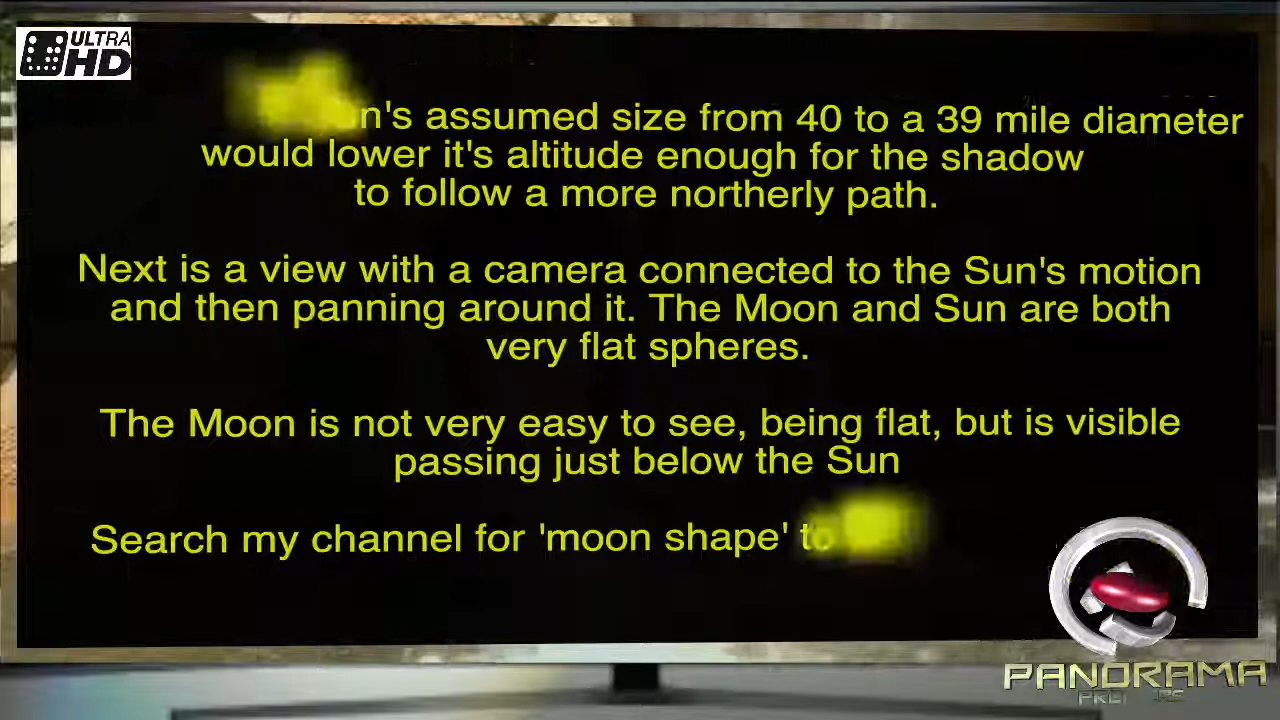 ULTRA
HD
assumed size from 40 to a 39 mile diameter
would lower it's altitude enough for the shadow
to follow a more northerly path.
Next is a view with a camera connected to the Sun's motion
and then panning around it. The Moon and Sun are both
very flat spheres.
The Moon is not very easy to see, being flat, but is visible
passing just below the Sun
Search my channel for 'moon shape' to
PANORAMA